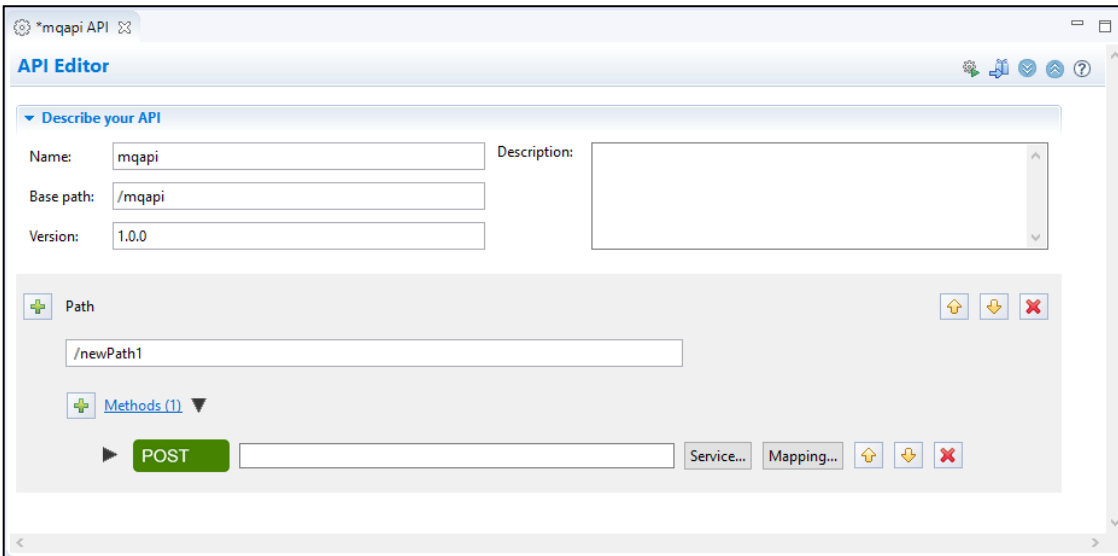 *mqapi API
API Editor
Describe your API
Name: mqapi Description:
Base path: /mqapi
Version: 1.0.0
Path
/newPath1
Methods (1)
POST Service... Mapping...